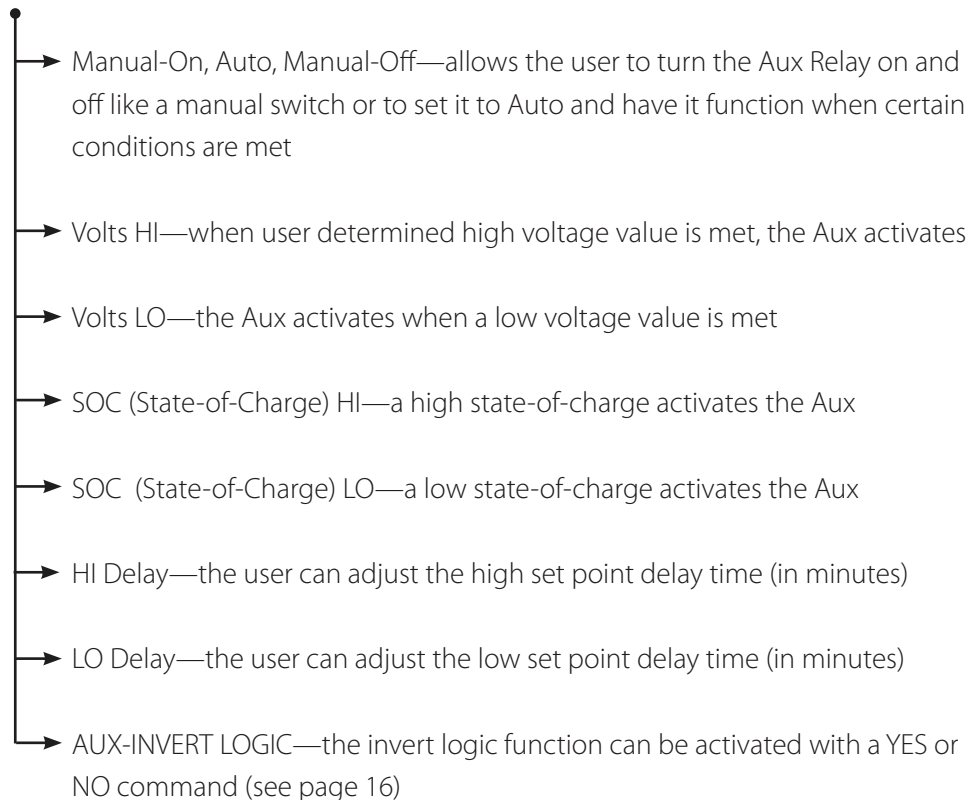 Manual-On, Auto, Manual-Off—allows the user to turn the Aux Relay on and
off like a manual switch or to set it to Auto and have it function when certain
conditions are met
Volts HI—when user determined high voltage value is met, the Aux activates
Volts LO—the Aux activates when a low voltage value is met
SOC (State-of-Charge) HI—a high state-of-charge activates the Aux
SOC  (State-of-Charge) LO—a low state-of-charge activates the Aux
HI Delay—the user can adjust the high set point delay time (in minutes)
LO Delay—the user can adjust the low set point delay time (in minutes)
AUX-INVERT LOGIC—the invert logic function can be activated with a YES or
NO command (see page 16)